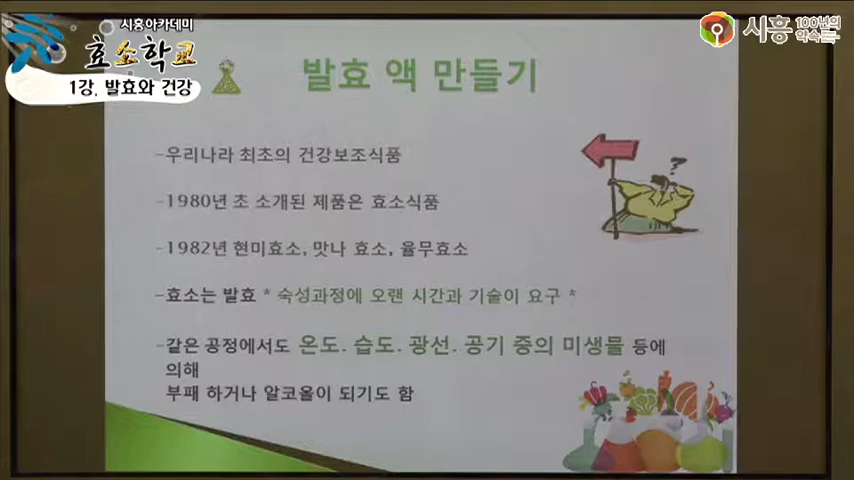 시흥아카데미
효소학교
1강. 발효와 건강
시흥 100년의
약속
발효 액 만들기
-우리나라 최초의 건강보조식품
-1980년 초 소개된 제품은 효소식품
-1982년 현미효소, 맛나 효소, 율무효소
-효소는 발효 * 숙성과정에 오랜 시간과 기술이 요구 *
-같은 공정에서도 온도. 습도. 광선. 공기 중의 미생물 등에
의해
부패 하거나 알코올이 되기도 함
?